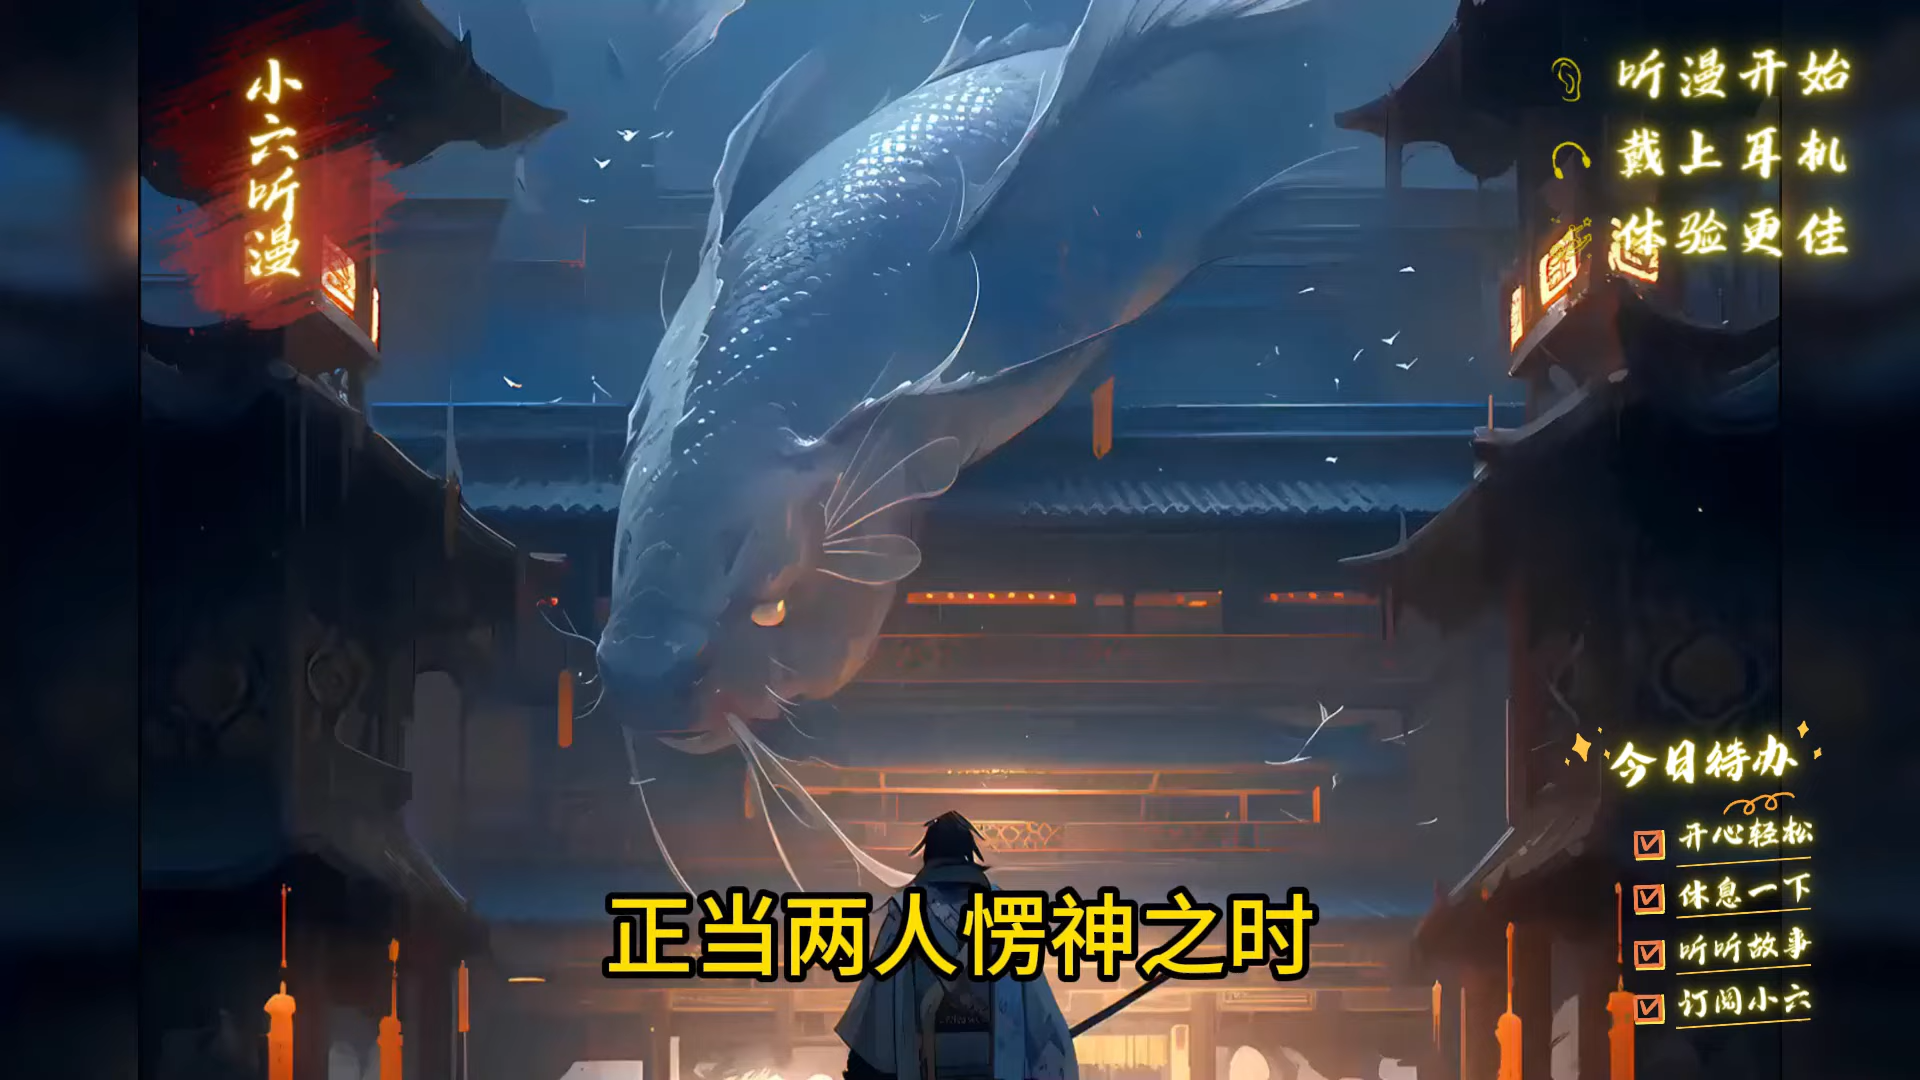 小六听漫
听漫开始
戴上耳机
体验更佳
今日待办
开心轻松
休息一下
听听故事
订阅小六
正当两人愣神之时